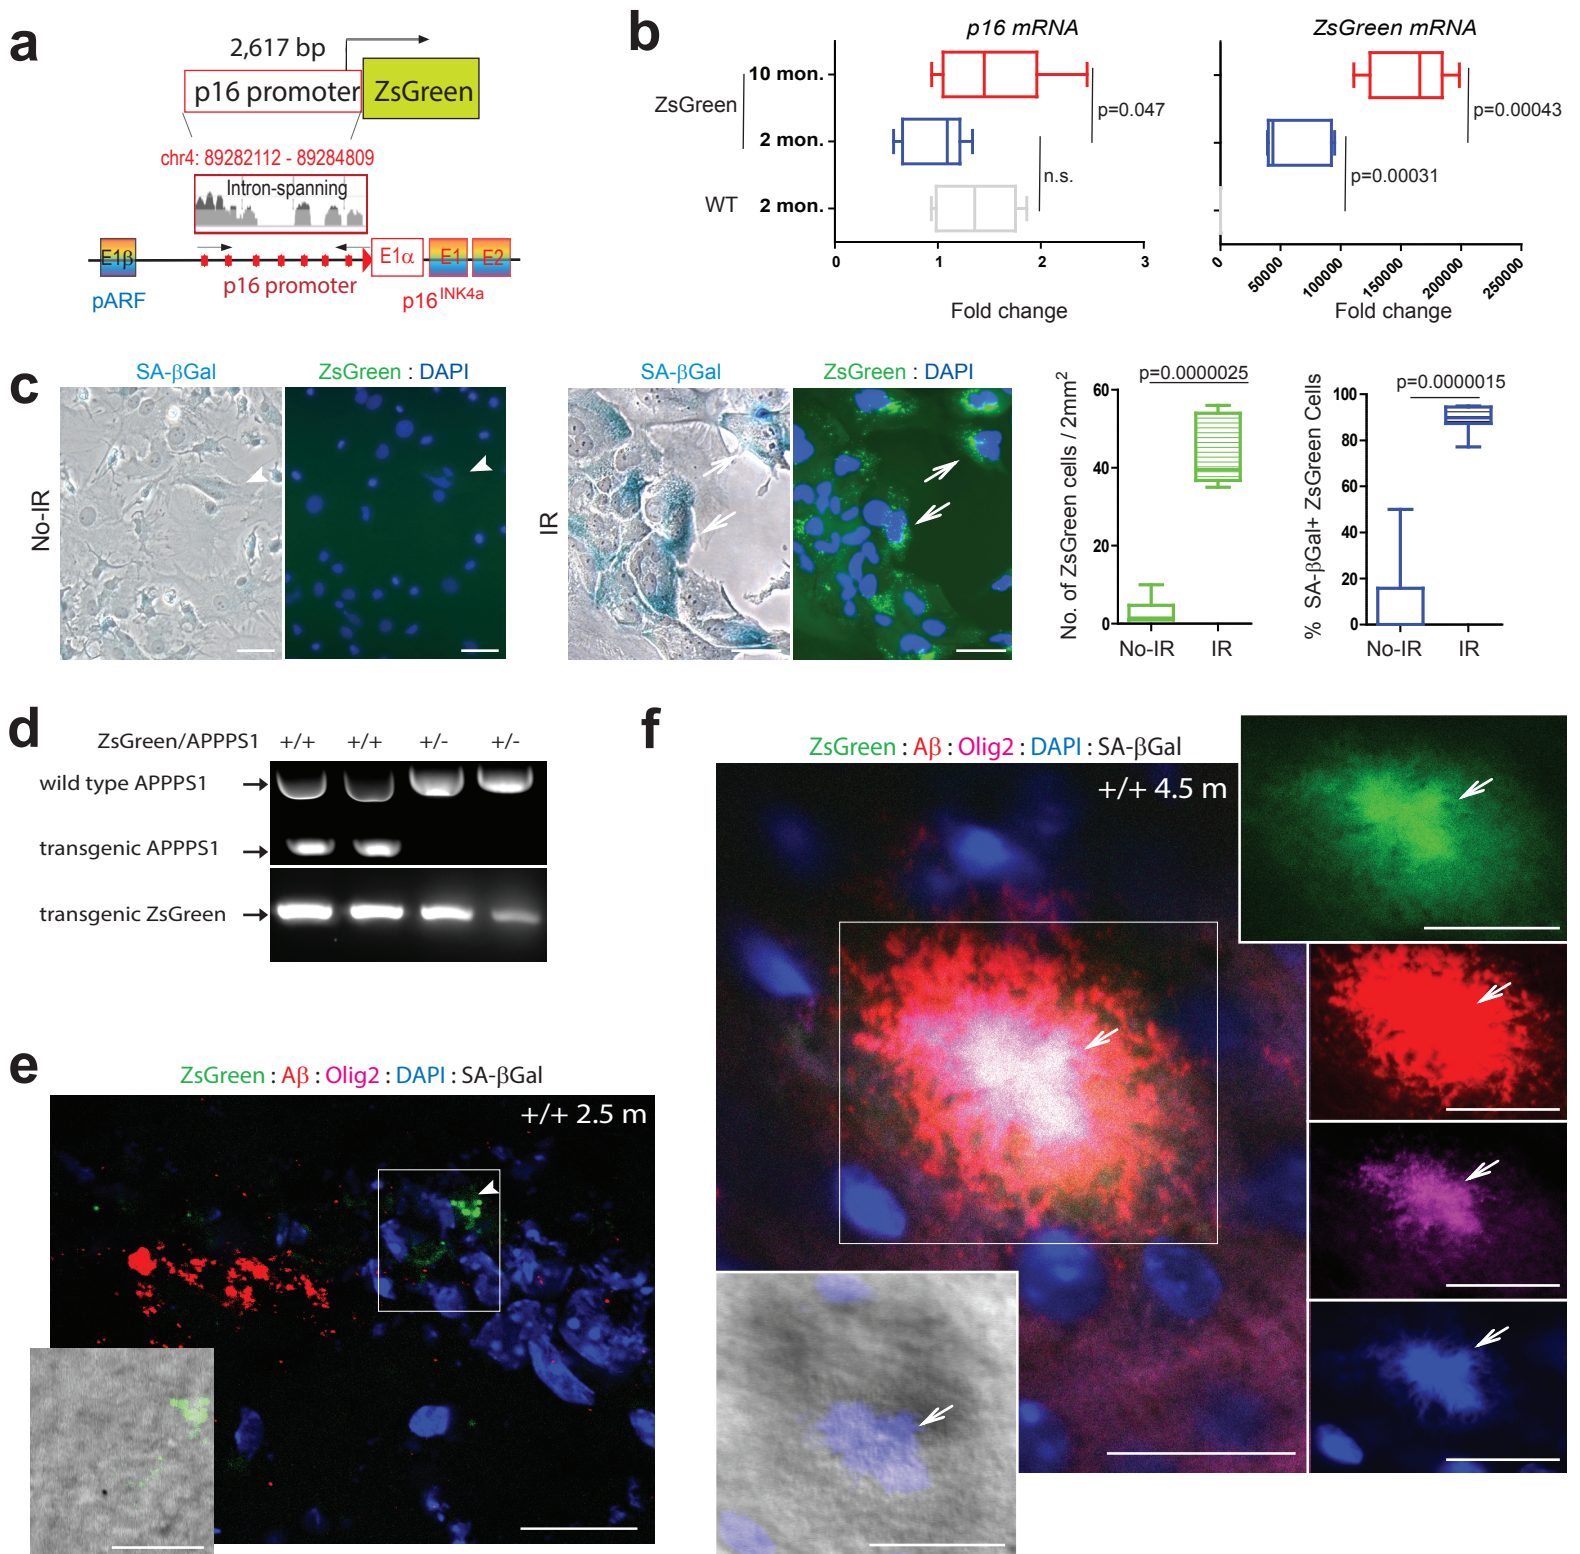 a
2,617 bp
p16 promoter
ZsGreen
chr4: 89282112 - 89284809
Intron-spanning
E1β
E1α
E1
E2
p16 promoter
pARF
p16INK4a
b
p16 mRNA
ZsGreen mRNA
ZsGreen
10 mon.
2 mon.
WT
2 mon.
p=0.047
n.s.
p=0.00043
p=0.00031
0
1
2
3
Fold change
0
50000
100000
150000
200000
250000
Fold change
c
SA-βGal
ZsGreen : DAPI
No-IR
SA-βGal
ZsGreen : DAPI
IR
p=0.0000025
No. of ZsGreen cells / 2mm2
60
40
20
0
No-IR
IR
p=0.0000015
% SA-βGal+ ZsGreen Cells
100
80
60
40
20
0
No-IR
IR
d
ZsGreen/APPPS1
+/+
+/+
+/-
+/-
wild type APPPS1
transgenic APPPS1
transgenic ZsGreen
e
ZsGreen : Aβ : Olig2 : DAPI : SA-βGal
+/+ 2.5 m
f
ZsGreen : Aβ : Olig2 : DAPI : SA-βGal
+/+ 4.5 m